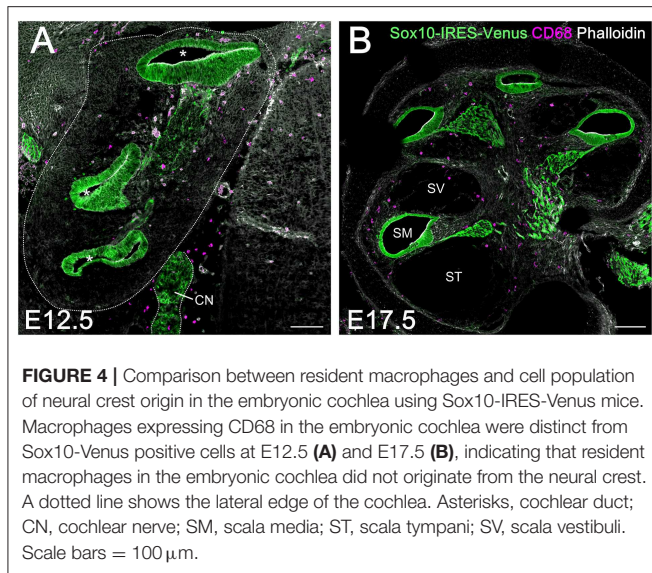 A
B
Sox10-IRES-Venus CD68 Phalloidin
*
*
*
CN
E12.5
SV
SM
ST
E17.5
FIGURE 4 | Comparison between resident macrophages and cell population
of neural crest origin in the embryonic cochlea using Sox10-IRES-Venus mice.
Macrophages expressing CD68 in the embryonic cochlea were distinct from
Sox10-Venus positive cells at E12.5 (A) and E17.5 (B), indicating that resident
macrophages in the embryonic cochlea did not originate from the neural crest.
A dotted line shows the lateral edge of the cochlea. Asterisks, cochlear duct;
CN, cochlear nerve; SM, scala media; ST, scala tympani; SV, scala vestibuli.
Scale bars = 100 μm.